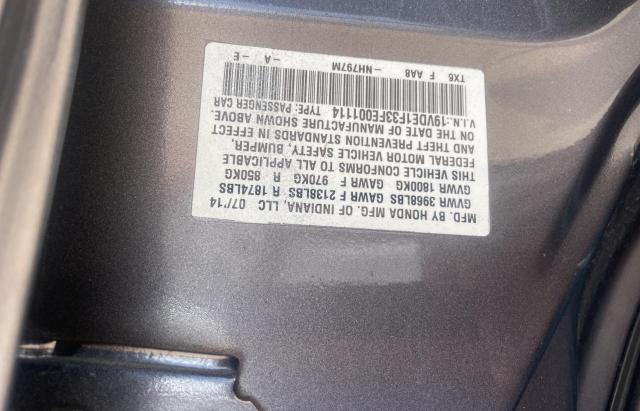 MFD. BY HONDA MFG. OF INDIANA, LLC 07/14
GVWR 3968LBS GAWR F 2138LBS R 1874LBS
GVWR 1800KG GAWR F 970KG R 850KG
THIS VEHICLE CONFORMS TO ALL APPLICABLE
FEDERAL MOTOR VEHICLE SAFETY, BUMPER,
AND THEFT PREVENTION STANDARDS IN EFFECT
ON THE DATE OF MANUFACTURE SHOWN ABOVE.
V.I.N.:19VDE1F33FE001114 TYPE: PASSENGER CAR
TX6 F AA8 -NH797M -A -E